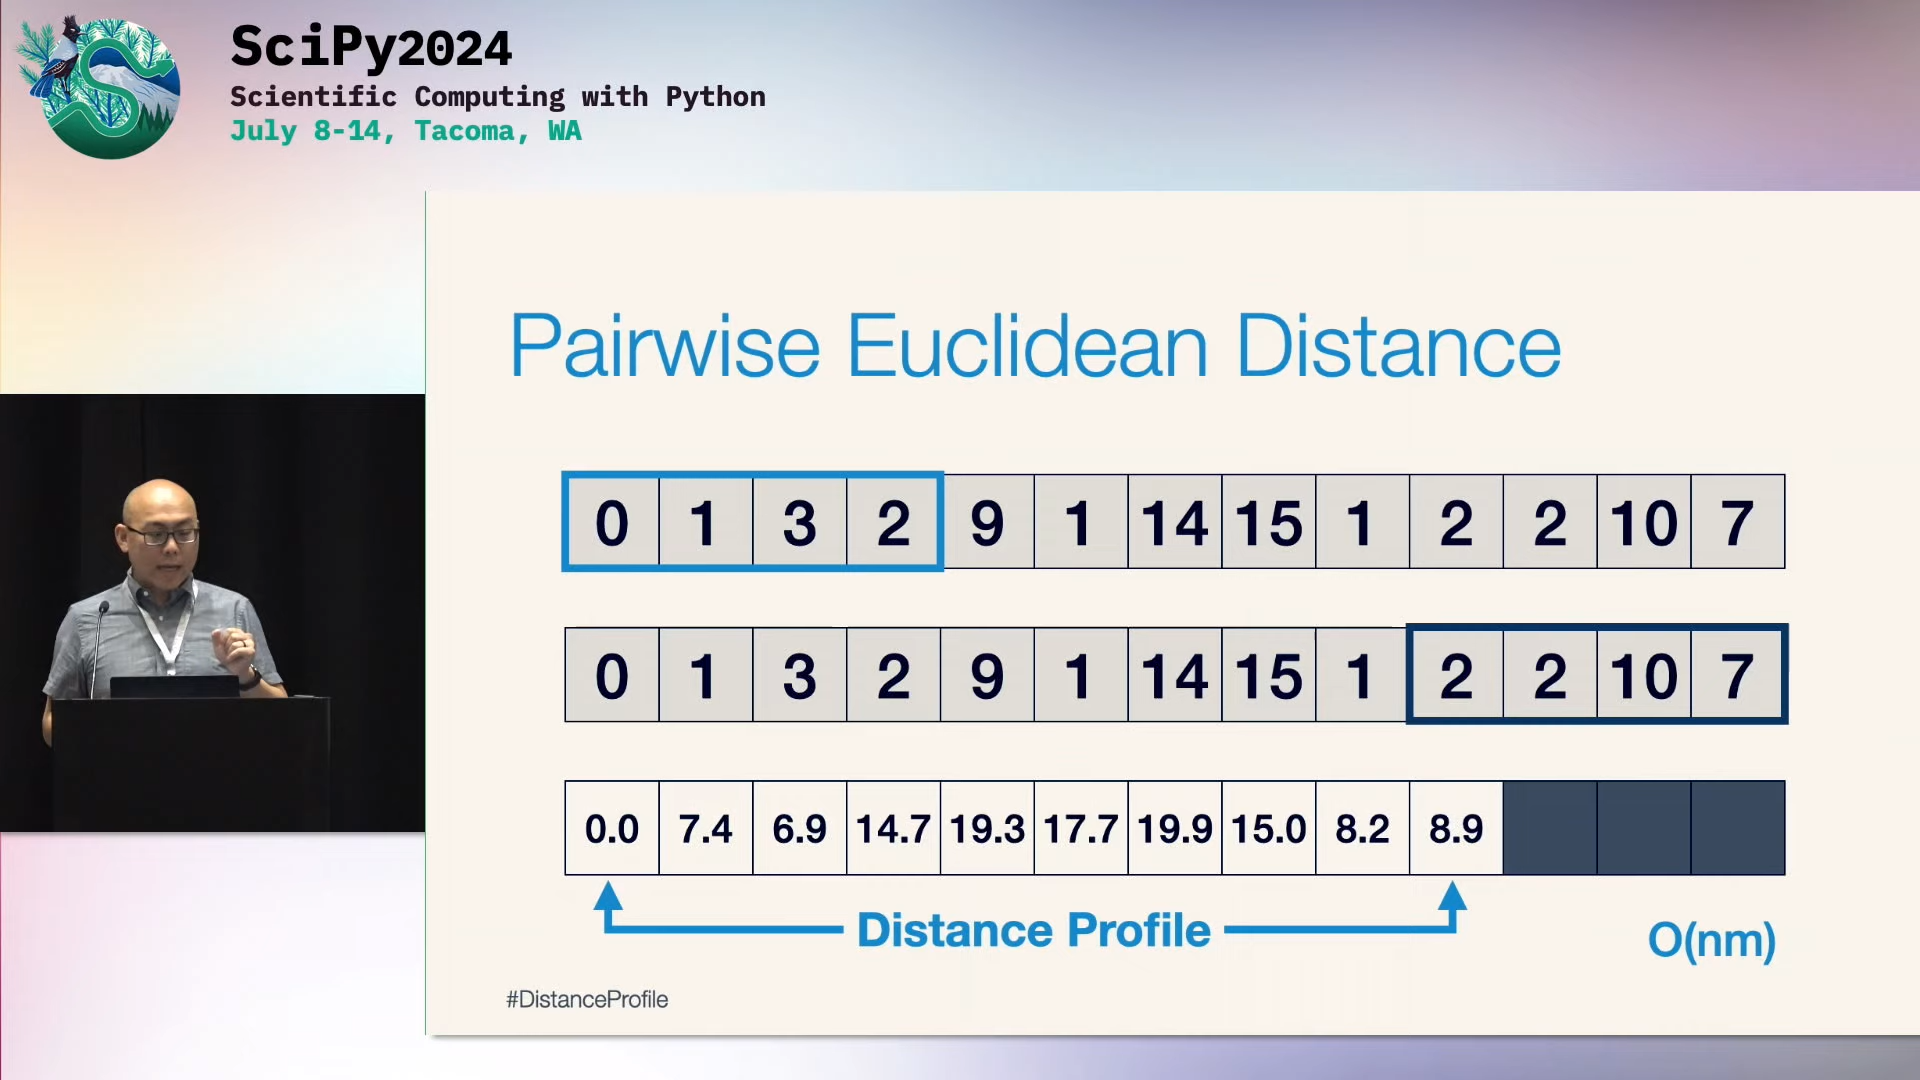 SciPy2024
Scientific Computing with Python
July 8-14, Tacoma, WA
Pairwise Euclidean Distance
0 1 3 2 9 1 14 15 1 2 2 10 7
0 1 3 2 9 1 14 15 1 2 2 10 7
0.0 7.4 6.9 14.7 19.3 17.7 19.9 15.0 8.2 8.9
Distance Profile
O(nm)
#DistanceProfile